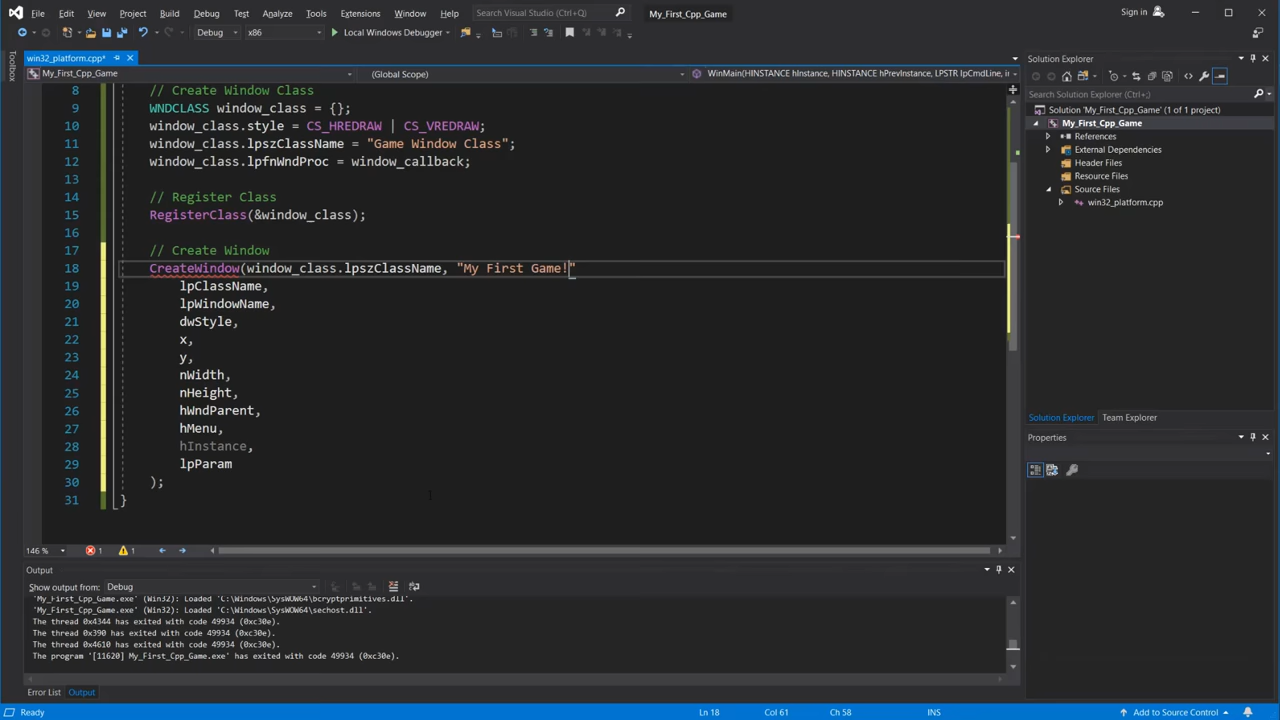 File Edit View Project Build Debug Test Analyze Tools Extensions Window Help Search Visual Studio (Ctrl+Q) My_First_Cpp_Game Sign in
Debug x86 Local Windows Debugger
Toolbox
win32_platform.cpp*
My_First_Cpp_Game (Global Scope) WinMain(HINSTANCE hInstance, HINSTANCE hPrevInstance, LPSTR lpCmdLine, in
8 // Create Window Class
9 WNDCLASS window_class = {};
10 window_class.style = CS_HREDRAW | CS_VREDRAW;
11 window_class.lpszClassName = "Game Window Class";
12 window_class.lpfnWndProc = window_callback;
13
14 // Register Class
15 RegisterClass(&window_class);
16
17 // Create Window
18 CreateWindow(window_class.lpszClassName, "My First Game!"
19 lpClassName,
20 lpWindowName,
21 dwStyle,
22 x,
23 y,
24 nWidth,
25 nHeight,
26 hWndParent,
27 hMenu,
28 hInstance,
29 lpParam
30 );
31 }
146 % 1 1
Output
Show output from: Debug
'My_First_Cpp_Game.exe' (Win32): Loaded 'C:\Windows\SysWOW64\bcryptprimitives.dll'.
'My_First_Cpp_Game.exe' (Win32): Loaded 'C:\Windows\SysWOW64\sechost.dll'.
The thread 0x4344 has exited with code 49934 (0xc30e).
The thread 0x390 has exited with code 49934 (0xc30e).
The thread 0x4610 has exited with code 49934 (0xc30e).
The program '[11620] My_First_Cpp_Game.exe' has exited with code 49934 (0xc30e).
Error List Output
Solution Explorer
Search Solution Explorer (Ctrl+;)
Solution 'My_First_Cpp_Game' (1 of 1 project)
My_First_Cpp_Game
References
External Dependencies
Header Files
Resource Files
Source Files
win32_platform.cpp
Solution Explorer Team Explorer
Properties
Ready Ln 18 Col 61 Ch 58 INS Add to Source Control